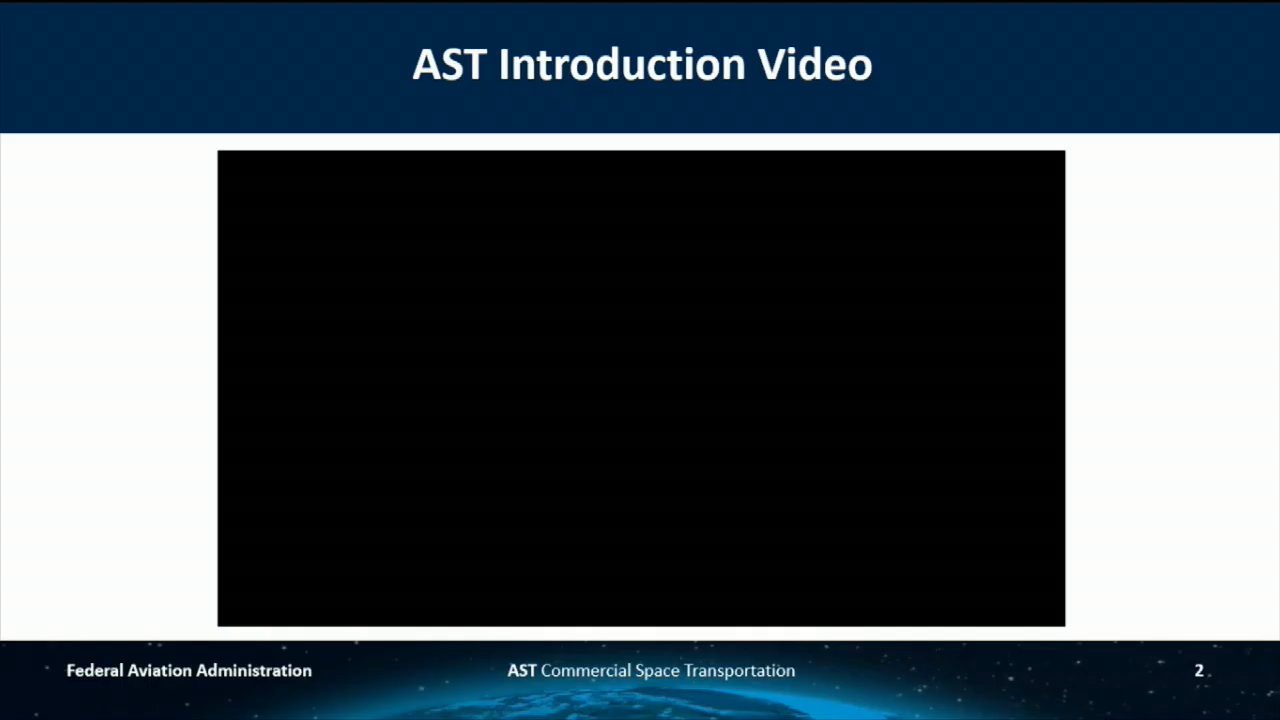 AST Introduction Video
Federal Aviation Administration
AST Commercial Space Transportation
2